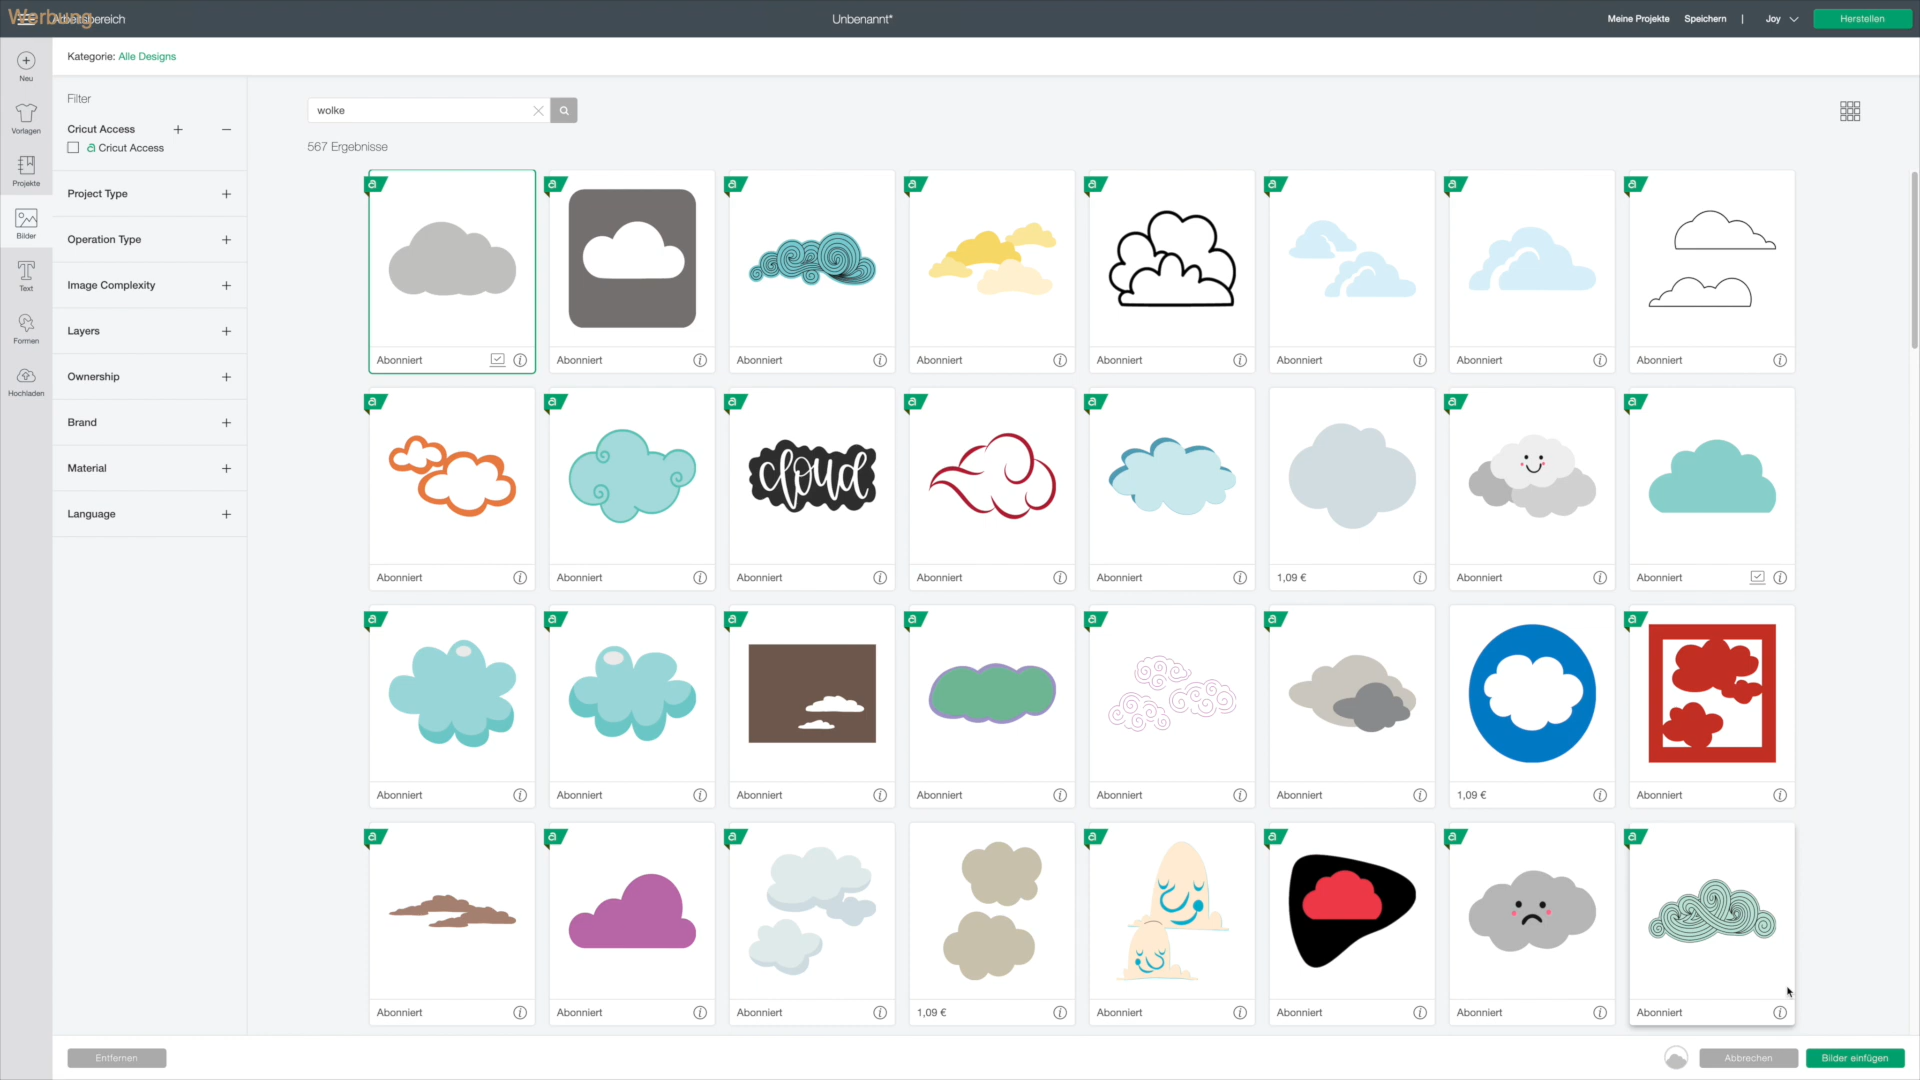 Werbung
Arbeitsbereich
Unbenannt*
Meine Projekte
Speichern
|
Joy
Herstellen
Neu
Vorlagen
Projekte
Bilder
Text
Formen
Hochladen
Kategorie: Alle Designs
Filter
Cricut Access
a Cricut Access
Project Type
Operation Type
Image Complexity
Layers
Ownership
Brand
Material
Language
wolke
567 Ergebnisse
a a a a a a a a
Abonniert Abonniert Abonniert Abonniert Abonniert Abonniert Abonniert Abonniert
a a a a a a a
cloud
Abonniert Abonniert Abonniert Abonniert Abonniert 1,09 € Abonniert Abonniert
a a a a a a a
Abonniert Abonniert Abonniert Abonniert Abonniert Abonniert 1,09 € Abonniert
a a a a a a a
Abonniert Abonniert Abonniert 1,09 € Abonniert Abonniert Abonniert Abonniert
Entfernen
Abbrechen
Bilder einfügen